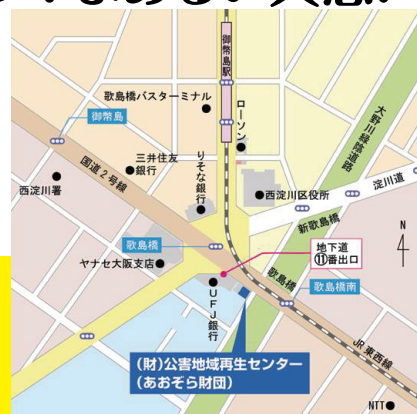 御幣島駅
歌島橋バスターミナル
ローソン
大野川緑陰道路
御幣島
三井住友
銀行
りそな銀行
国道2号線
西淀川署
西淀川区役所
淀川道
新歌島橋
歌島橋
地下道
⑪番出口
N
ヤナセ大阪支店
UFJ銀行
歌島橋
歌島橋南
(財)公害地域再生センター
(あおぞら財団)
JR東西線
NTT